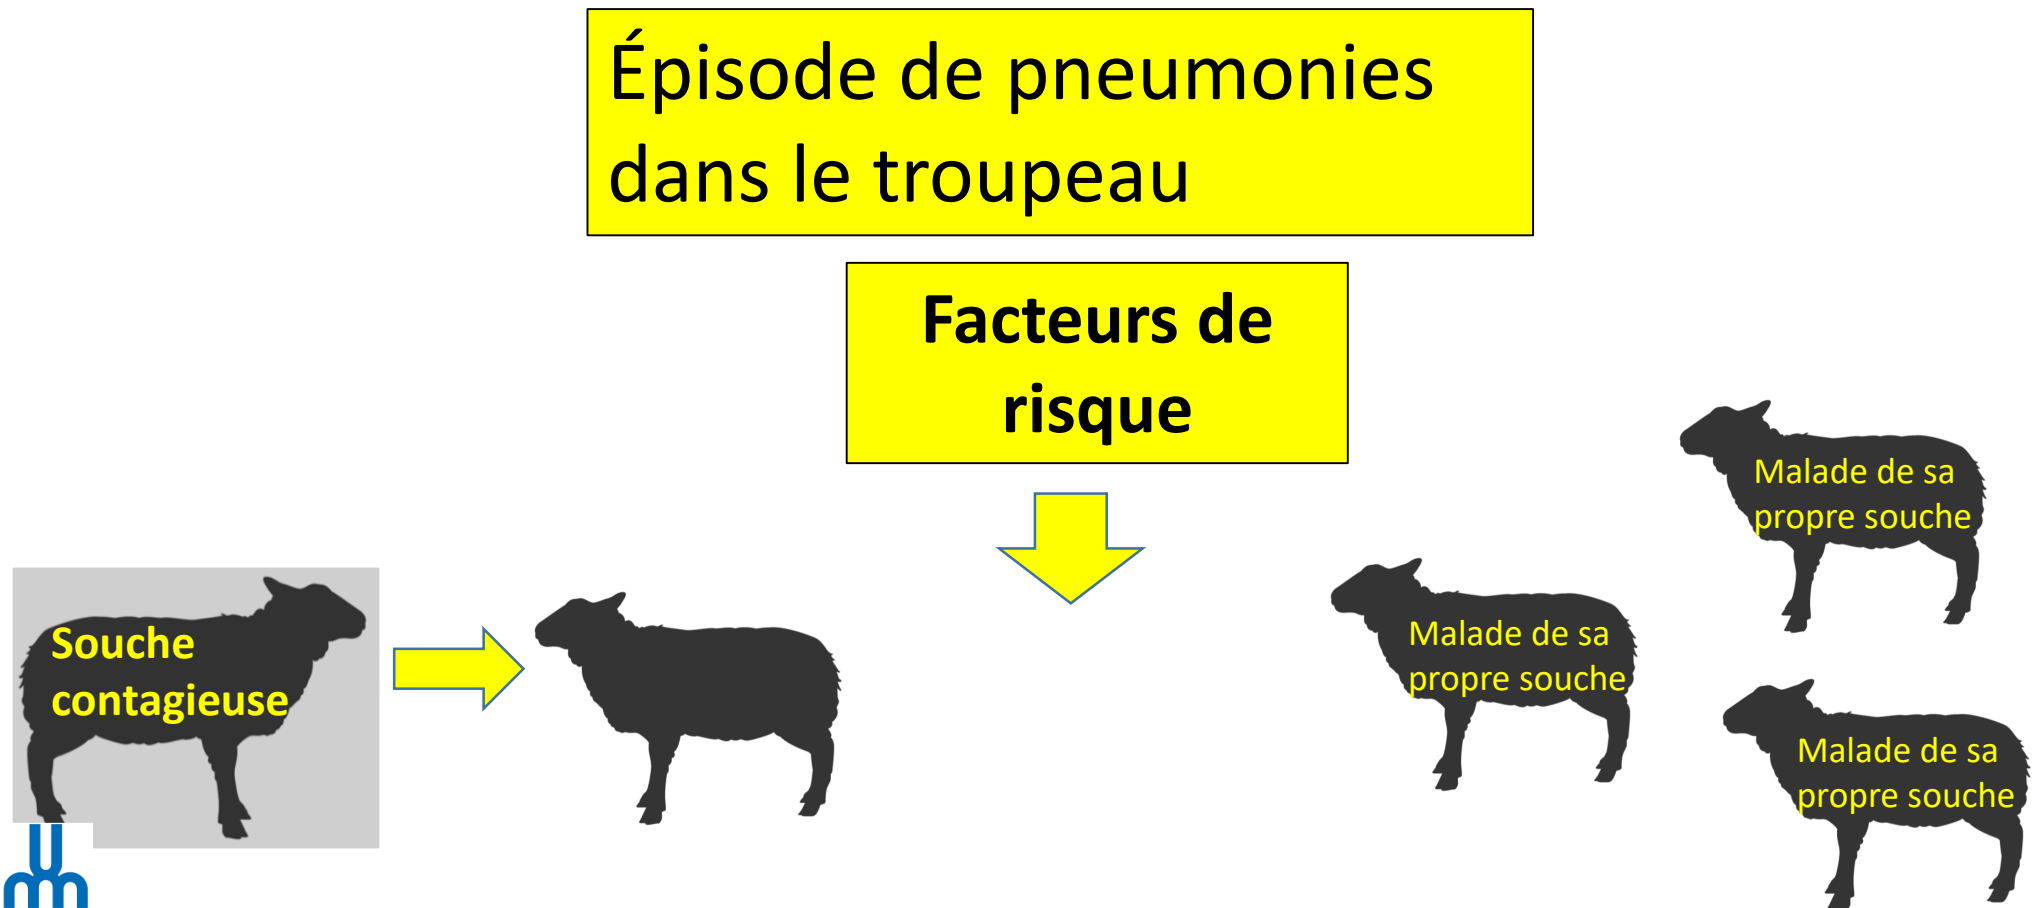 Épisode de pneumonies
dans le troupeau
Facteurs de
risque
Souche
contagieuse
Malade de sa
propre souche
Malade de sa
propre souche
Malade de sa
propre souche